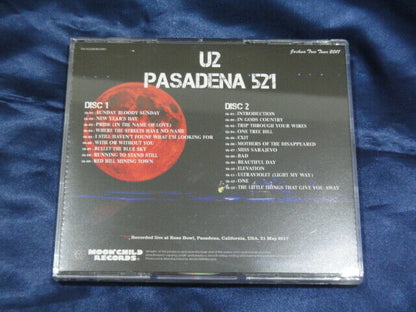 U2
Joshua Tree Tour 2017
PASADENA '521
DISC 1
SUNDAY BLOODY SUNDAY
NEW YEAR'S DAY
PRIDE (IN THE NAME OF LOVE)
WHERE THE STREETS HAVE NO NAME
I STILL HAVEN'T FOUND WHAT I'M LOOKING FOR
WITH OR WITHOUT YOU
BULLET THE BLUE SKY
RUNNING TO STAND STILL
RED HILL MINING TOWN
DISC 2
INTRODUCTION
IN GODS COUNTRY
TRIP THROUGH YOUR WIRES
ONE TREE HILL
EXIT
MOTHERS OF THE DISAPPEARED
MISS SARAJEVO
BAD
BEAUTIFUL DAY
ELEVATION
ULTRAVIOLET (LIGHT MY WAY)
ONE
THE LITTLE THINGS THAT GIVE YOU AWAY
Recorded live at Rose Bowl, Pasadena, California, USA, 21 May 2017
MOONCHILD
RECORDS.